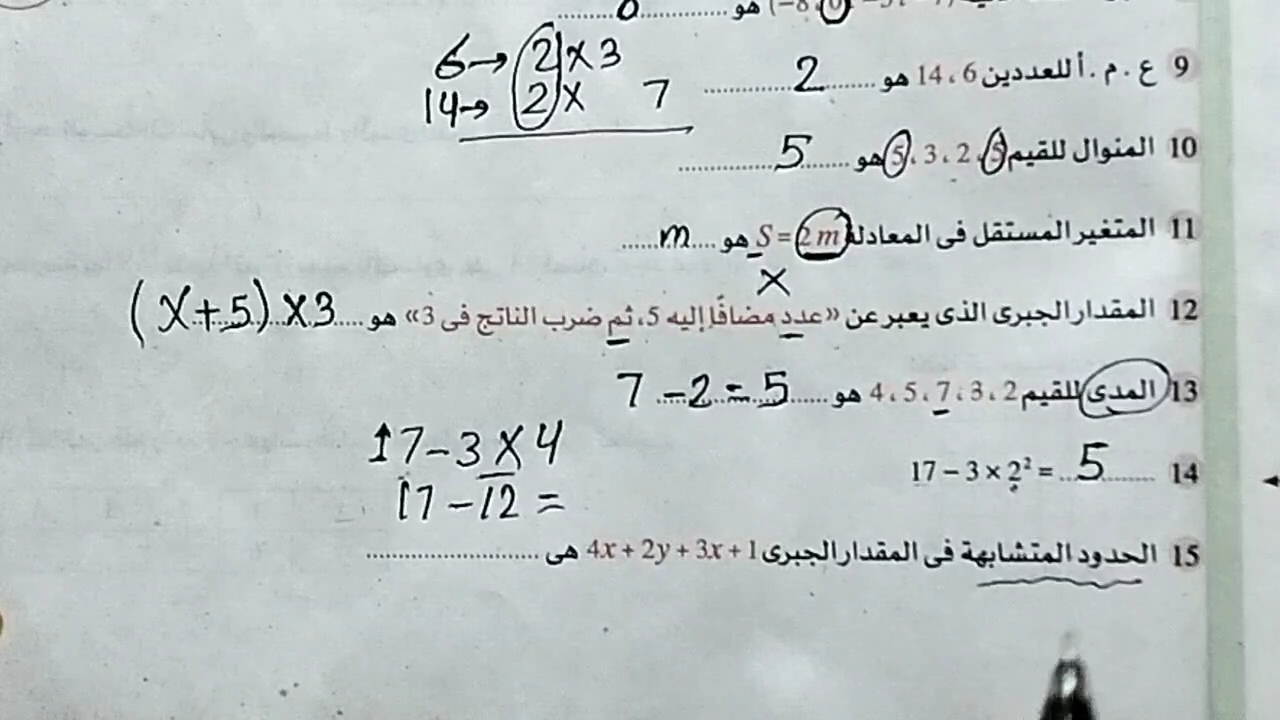 هو ......0......
9 ع . م . أ للعددين 6 ، 14 هو ......2......
6 → 2 × 3
14 → 2 × 7
10 المنوال للقيم 5 ، 2 ، 3 ، 5 هو ......5......
11 المتغير المستقل فى المعادلة S = 2m هو ......m......
x
12 المقدار الجبرى الذى يعبر عن «عدد مضافًا إليه 5، ثم ضرب الناتج فى 3» هو (x + 5) × 3
13 المدى للقيم 2 ، 3 ، 7 ، 5 ، 4 هو 7 - 2 = 5
14 17 – 3 × 2² = ...5...
17 - 3 × 4
17 - 12 =
15 الحدود المتشابهة فى المقدار الجبرى 4x + 2y + 3x + 1 هى ............